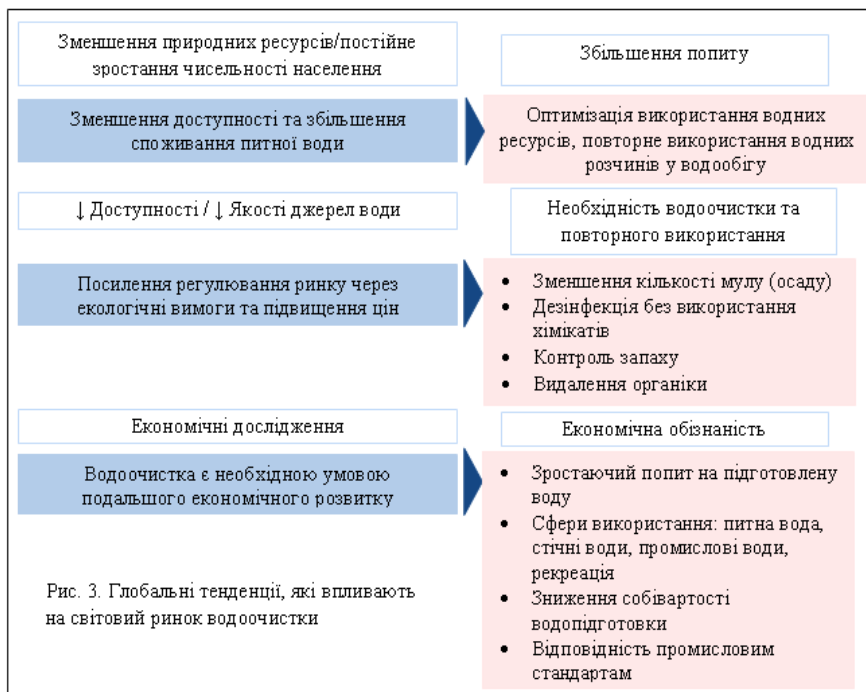 Зменшення природних ресурсів/постійне
зростання чисельності населення
Збільшення попиту
Зменшення доступності та збільшення
споживання питної води
Оптимізація використання водних
ресурсів, повторне використання водних
розчинів у водообігу
↓ Доступності / ↓ Якості джерел води
Необхідність водоочистки та
повторного використання
Посилення регулювання ринку через
екологічні вимоги та підвищення цін
• Зменшення кількості мулу (осаду)
• Дезінфекція без використання
хімікатів
• Контроль запаху
• Видалення органіки
Економічні дослідження
Економічна обізнаність
Водоочистка є необхідною умовою
подальшого економічного розвитку
• Зростаючий попит на підготовлену
воду
• Сфери використання: питна вода,
стічні води, промислові води,
рекреація
• Зниження собівартості
водопідготовки
• Відповідність промисловим
стандартам
Рис. 3. Глобальні тенденції, які впливають
на світовий ринок водоочистки